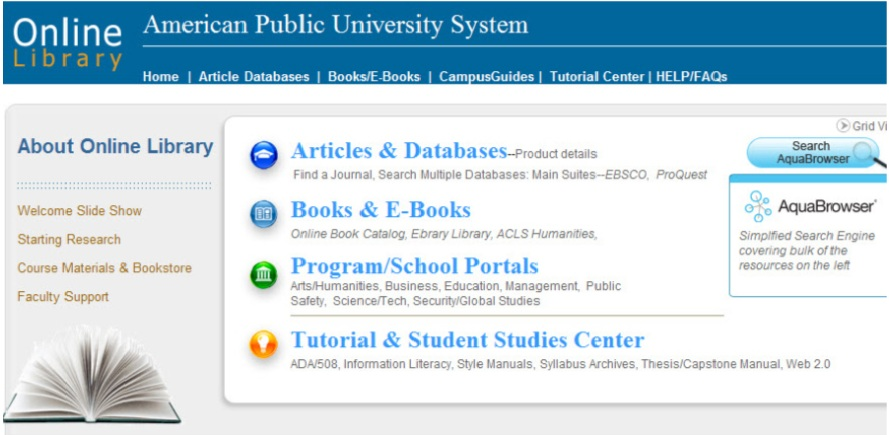 Online
Library
American Public University System
Home | Article Databases | Books/E-Books | CampusGuides | Tutorial Center | HELP/FAQs
About Online Library
Welcome Slide Show
Starting Research
Course Materials & Bookstore
Faculty Support
Articles & Databases--Product details
Find a Journal, Search Multiple Databases: Main Suites--EBSCO, ProQuest
Books & E-Books
Online Book Catalog, Ebrary Library, ACLS Humanities,
Program/School Portals
Arts/Humanities, Business, Education, Management, Public
Safety, Science/Tech, Security/Global Studies
Tutorial & Student Studies Center
ADA/508, Information Literacy, Style Manuals, Syllabus Archives, Thesis/Capstone Manual, Web 2.0
Grid Vi
Search
AquaBrowser
AquaBrowser
Simplfied Search Engine
covering bulk of the
resources on the left